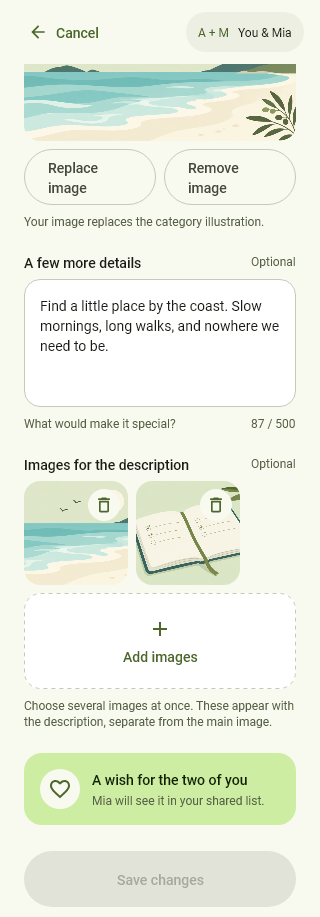 Cancel
A + M You & Mia
Replace
image
Remove
image
Your image replaces the category illustration.
A few more details
Optional
Find a little place by the coast. Slow
mornings, long walks, and nowhere we
need to be.
What would make it special?
87 / 500
Images for the description
Optional
Add images
Choose several images at once. These appear with
the description, separate from the main image.
A wish for the two of you
Mia will see it in your shared list.
Save changes